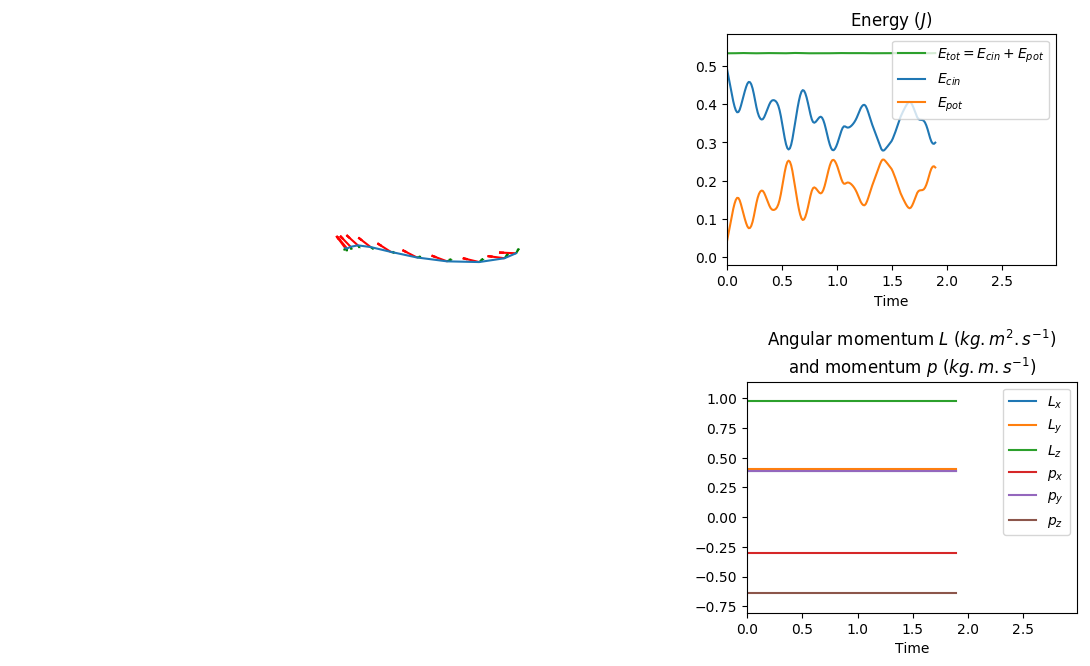 Energy (J)
E_tot = E_cin + E_pot
E_cin
E_pot
0.5
0.4
0.3
0.2
0.1
0.0
0.0 0.5 1.0 1.5 2.0 2.5
Time
Angular momentum L (kg.m².s⁻¹)
and momentum p (kg.m.s⁻¹)
L_x
L_y
L_z
p_x
p_y
p_z
1.00
0.75
0.50
0.25
0.00
−0.25
−0.50
−0.75
0.0 0.5 1.0 1.5 2.0 2.5
Time